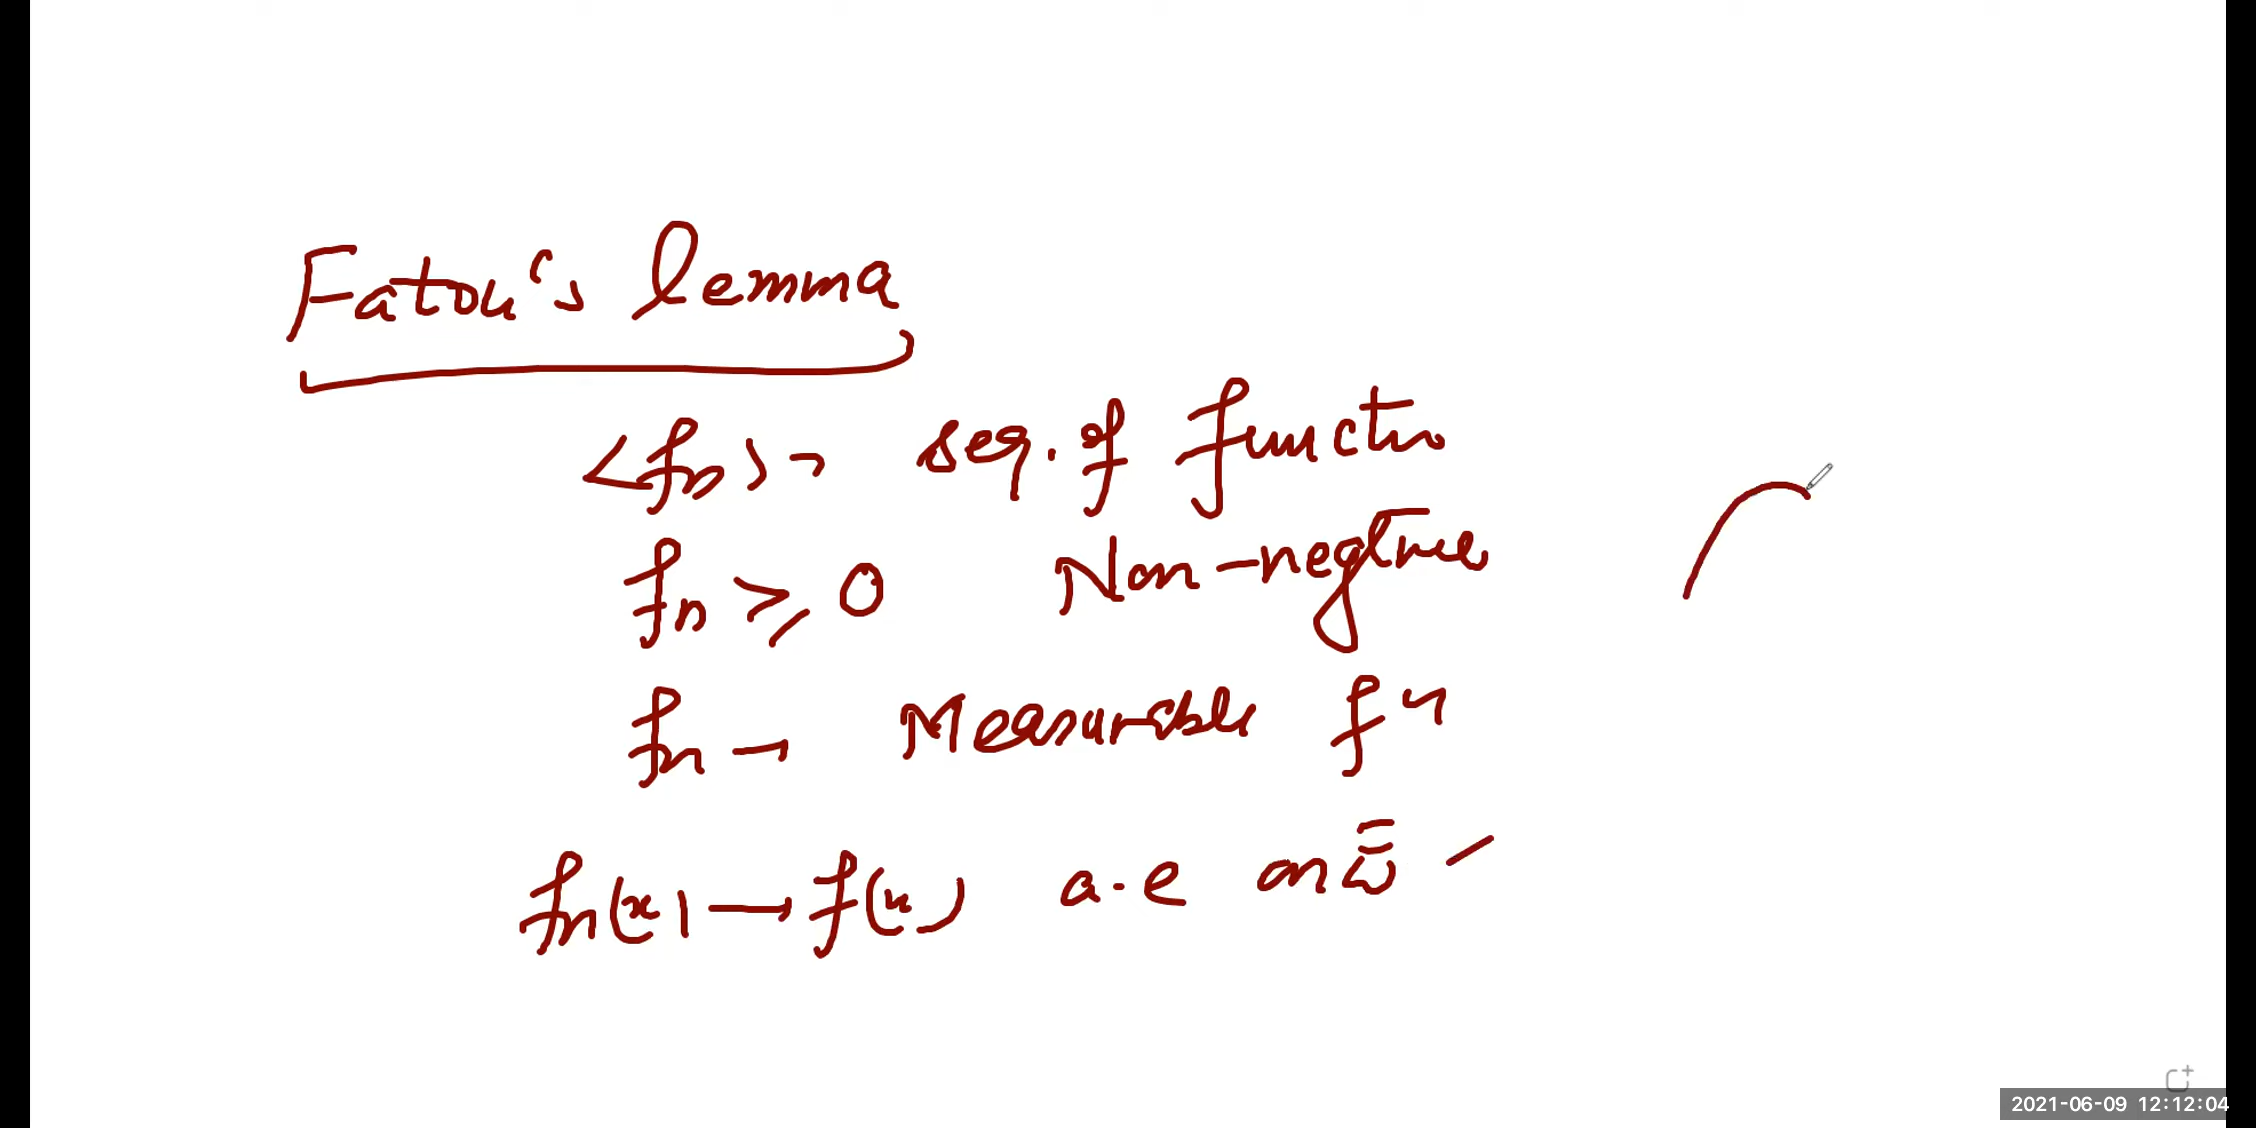 Fatou's lemma
<fn> → seq. of functn
fn ≥ 0 Non-negtive
fn → Measurable fn
fn(x) → f(x) a.e on
2021-06-09 12:12:04